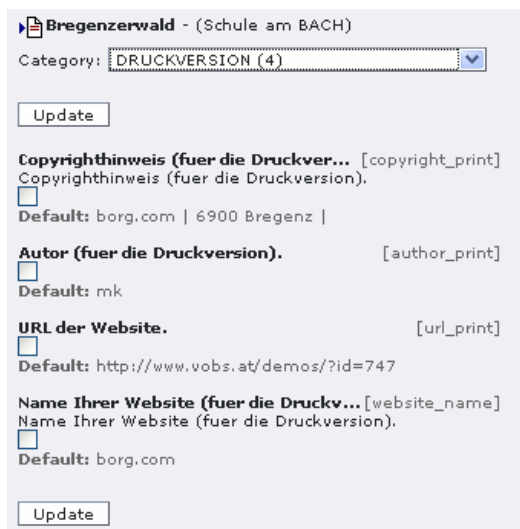 Bregenzerwald - (Schule am BACH)
Category: DRUCKVERSION (4)
Update
Copyrighthinweis (fuer die Druckver... [copyright_print]
Copyrighthinweis (fuer die Druckversion).
Default: borg.com | 6900 Bregenz |
Autor (fuer die Druckversion). [author_print]
Default: mk
URL der Website. [url_print]
Default: http://www.vobs.at/demos/?id=747
Name Ihrer Website (fuer die Druckv... [website_name]
Name Ihrer Website (fuer die Druckversion).
Default: borg.com
Update